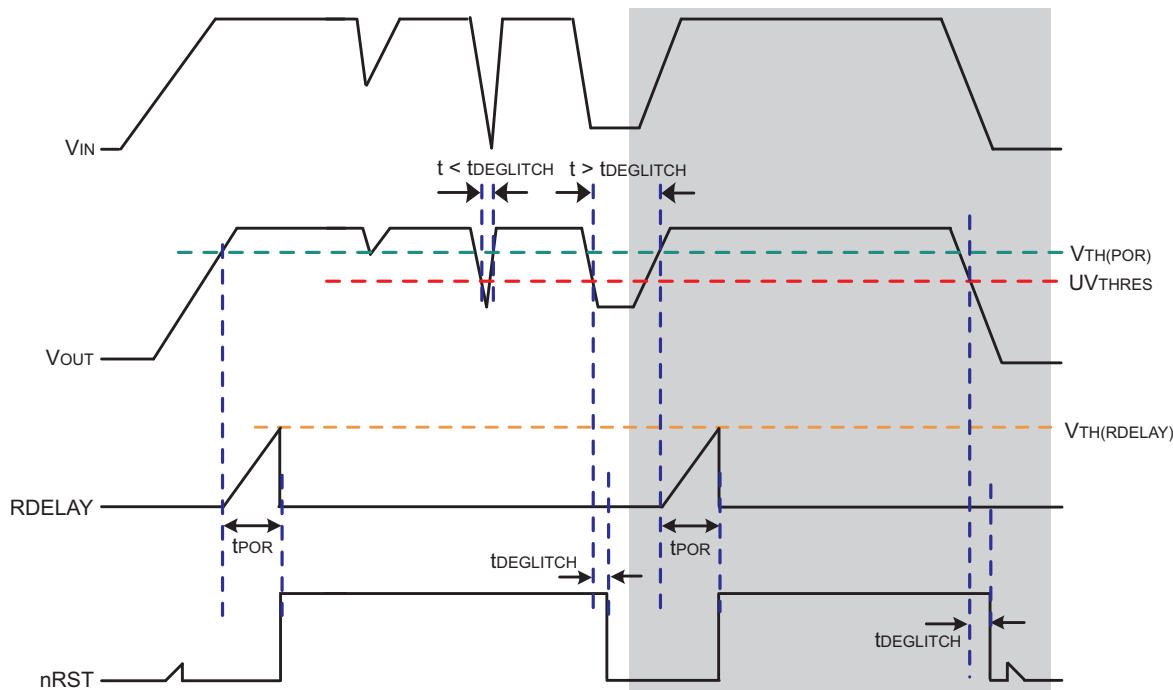 VIN
t < tDEGLITCH
t > tDEGLITCH
VTH(POR)
UVTHRES
VOUT
VTH(RDELAY)
RDELAY
tPOR
tPOR
tDEGLITCH
tDEGLITCH
nRST